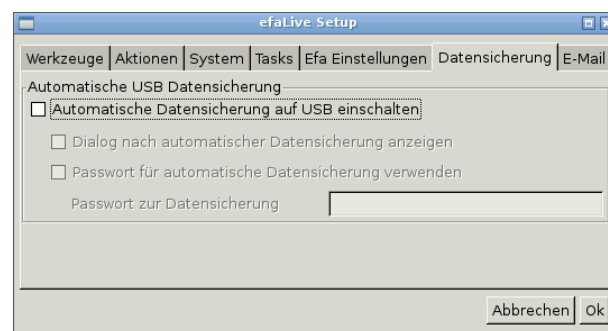 efaLive Setup
Werkzeuge Aktionen System Tasks Efa Einstellungen Datensicherung E-Mail
Automatische USB Datensicherung
Automatische Datensicherung auf USB einschalten
Dialog nach automatischer Datensicherung anzeigen
Passwort für automatische Datensicherung verwenden
Passwort zur Datensicherung
Abbrechen Ok